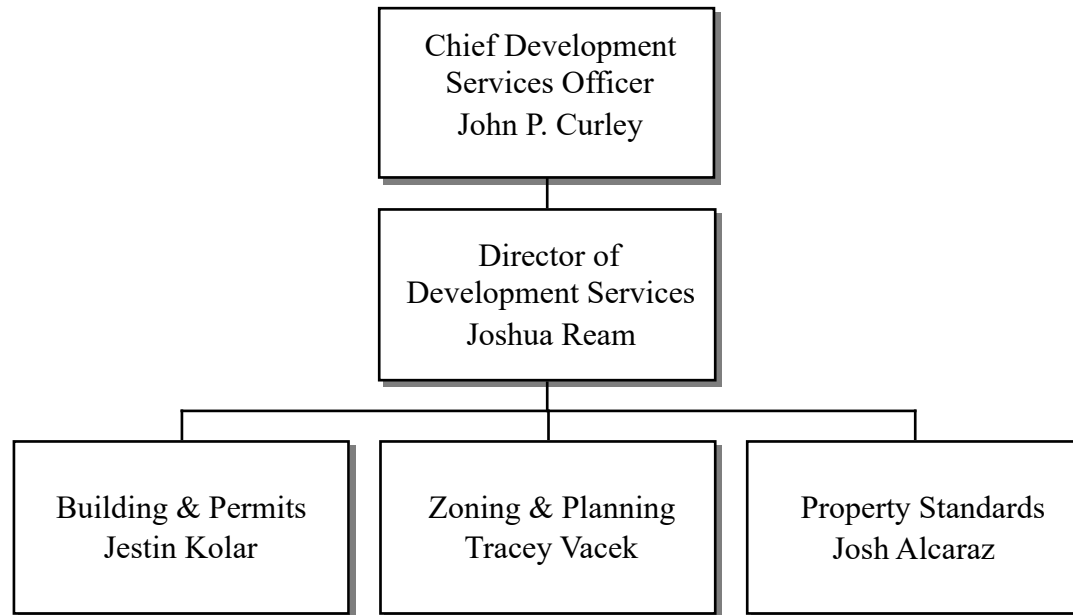 Chief Development
Services Officer
John P. Curley
Director of
Development Services
Joshua Ream
Building & Permits
Jestin Kolar
Zoning & Planning
Tracey Vacek
Property Standards
Josh Alcaraz